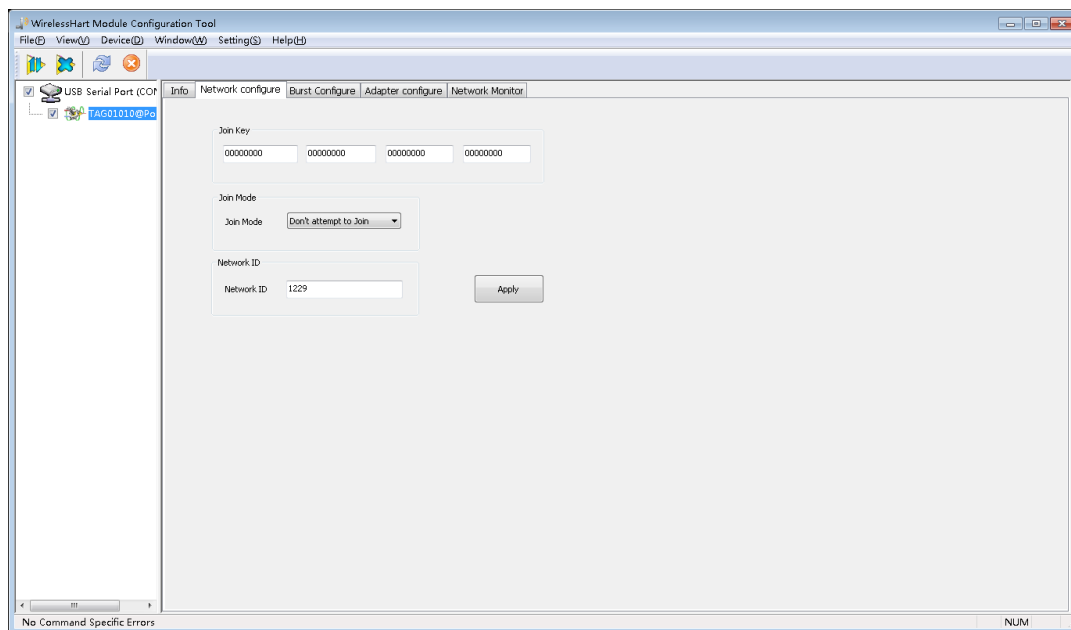 WirelessHart Module Configuration Tool
File(F) View(V) Device(D) Window(W) Setting(S) Help(H)
USB Serial Port (CO
TAG01010@Po
Info Network configure Burst Configure Adapter configure Network Monitor
Join Key
00000000 00000000 00000000 00000000
Join Mode
Join Mode Don't attempt to Join
Network ID
Network ID 1229 Apply
No Command Specific Errors NUM